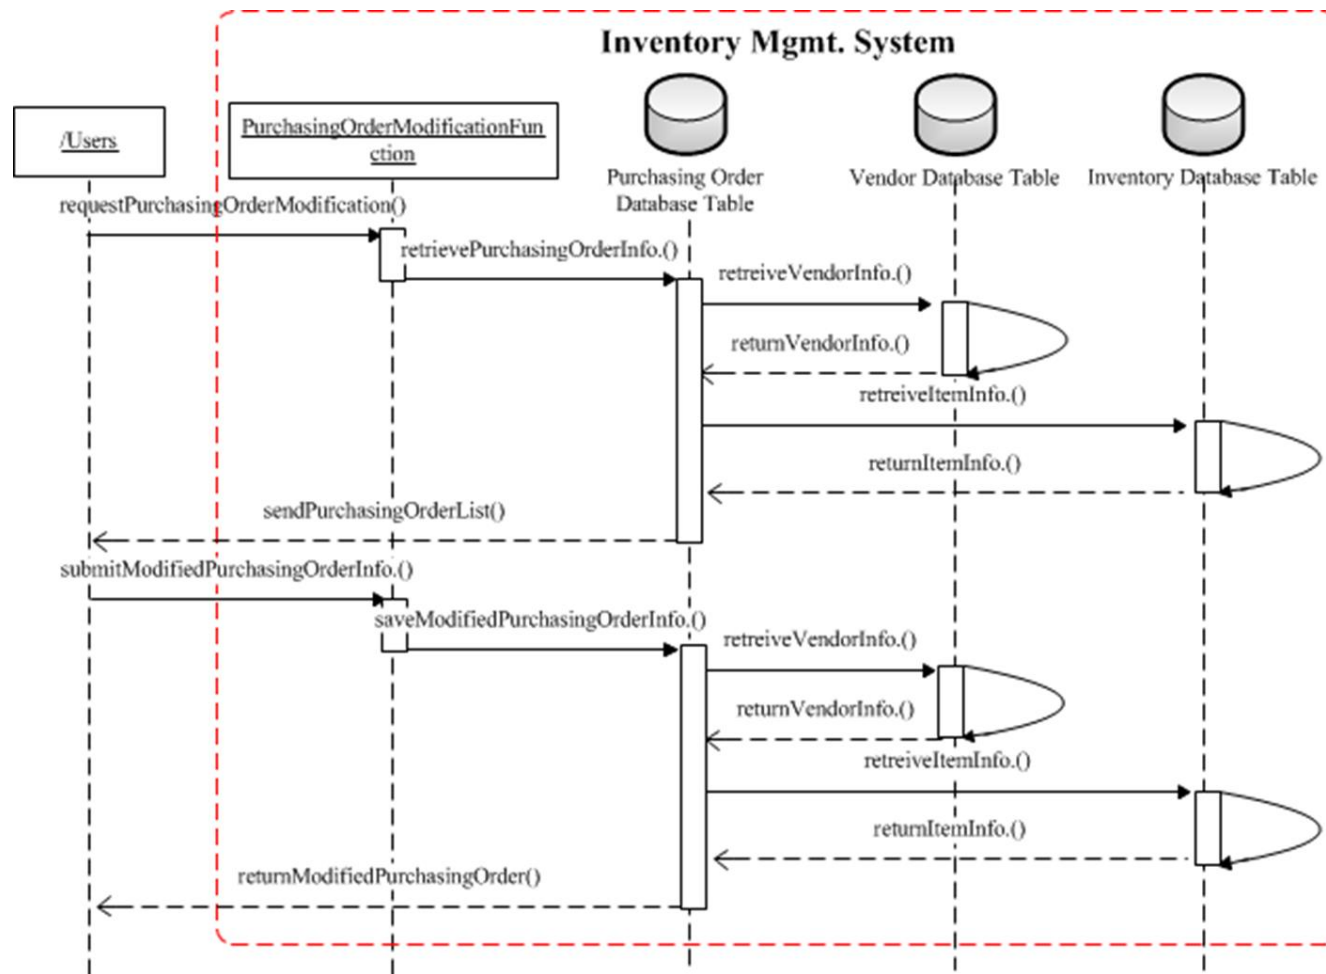 Inventory Mgmt. System
/Users
PurchasingOrderModificationFun
ction
Purchasing Order
Database Table
Vendor Database Table
Inventory Database Table
requestPurchasingOrderModification()
retrievePurchasingOrderInfo.()
retreiveVendorInfo.()
returnVendorInfo.()
retreiveItemInfo.()
returnItemInfo.()
sendPurchasingOrderList()
submitModifiedPurchasingOrderInfo.()
saveModifiedPurchasingOrderInfo.()
retreiveVendorInfo.()
returnVendorInfo.()
retreiveItemInfo.()
returnItemInfo.()
returnModifiedPurchasingOrder()